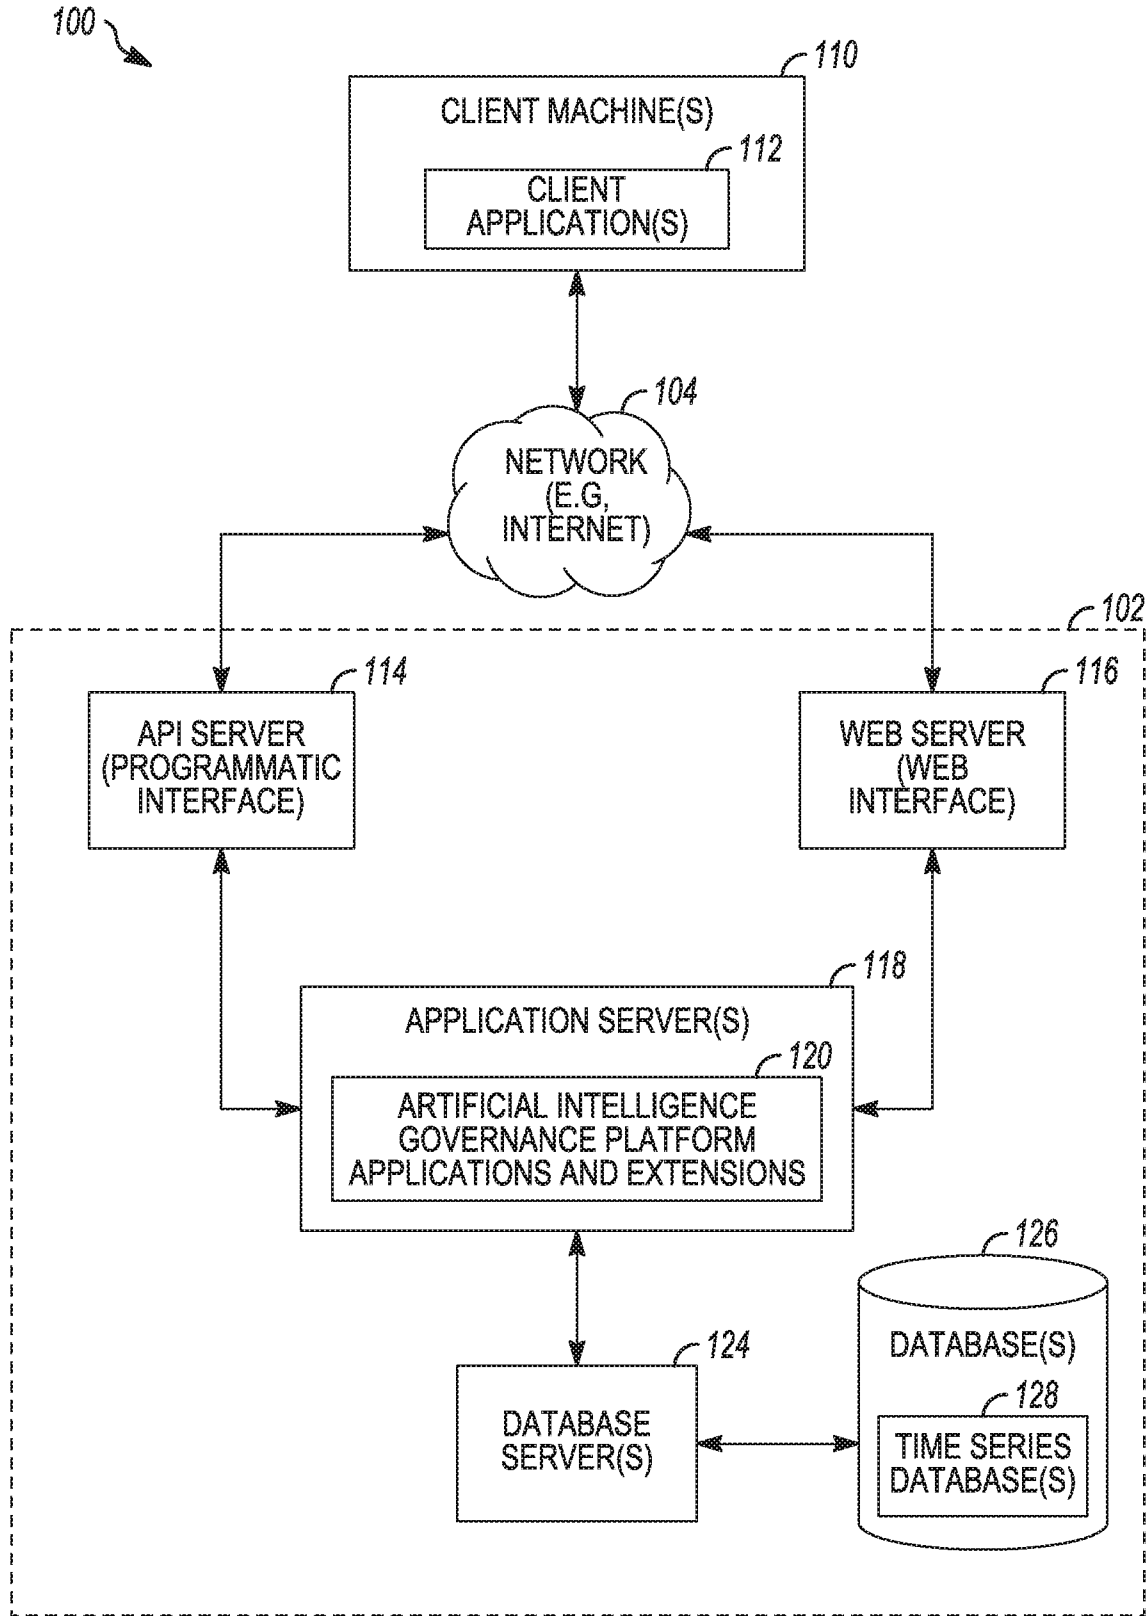 100
110
CLIENT MACHINE(S)
112
CLIENT
APPLICATION(S)
104
NETWORK
(E.G,
INTERNET)
102
114
API SERVER
(PROGRAMMATIC
INTERFACE)
116
WEB SERVER
(WEB
INTERFACE)
118
APPLICATION SERVER(S)
120
ARTIFICIAL INTELLIGENCE
GOVERNANCE PLATFORM
APPLICATIONS AND EXTENSIONS
126
DATABASE(S)
124
DATABASE
SERVER(S)
128
TIME SERIES
DATABASE(S)